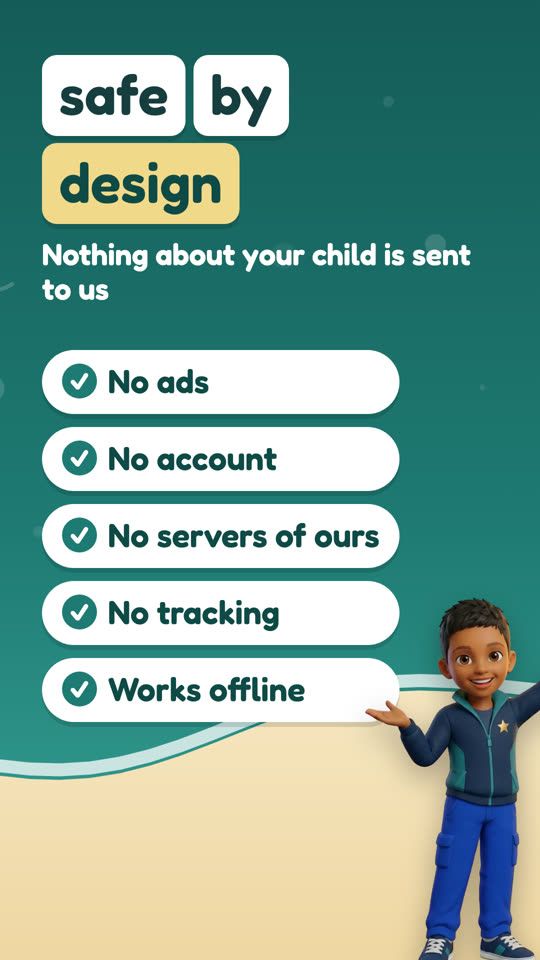 safe by
design
Nothing about your child is sent
to us
No ads
No account
No servers of ours
No tracking
Works offline